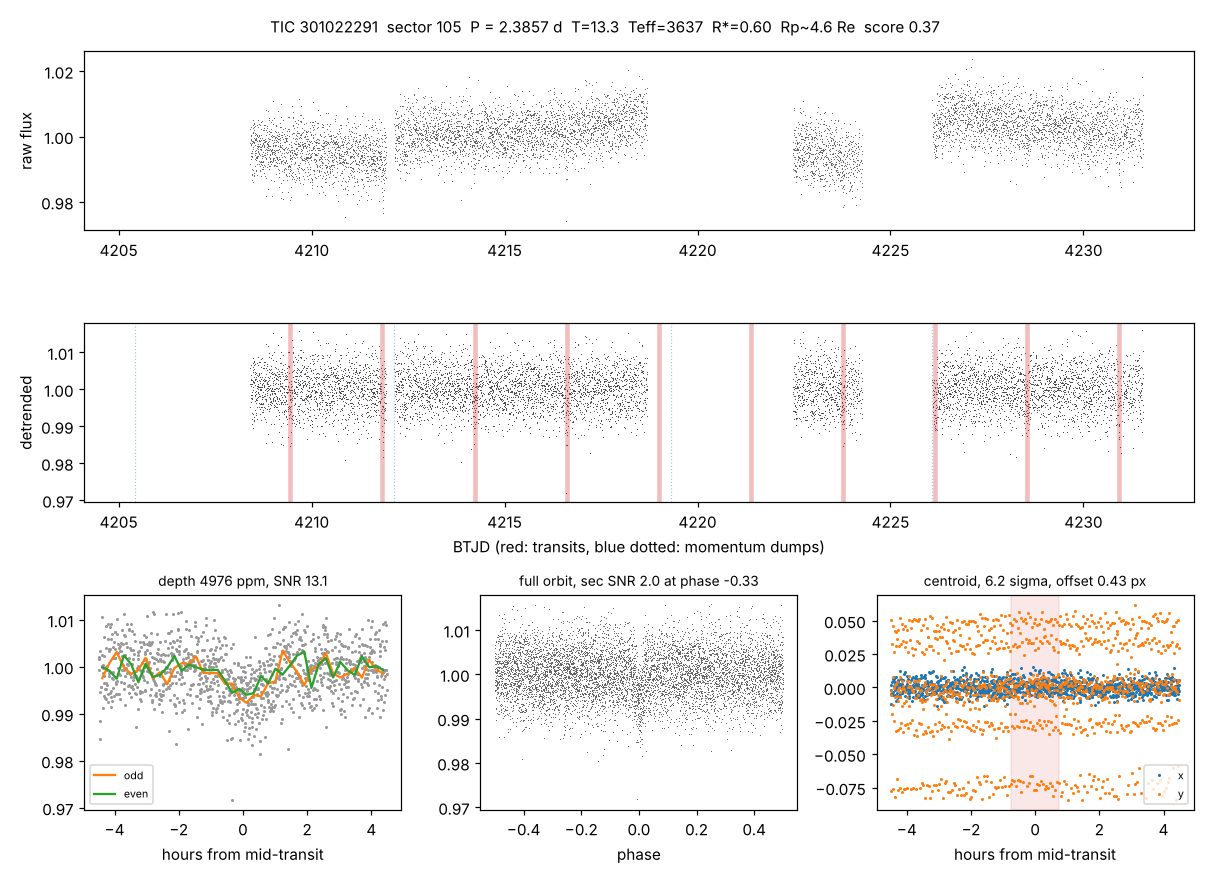 TIC 301022291  sector 105  P = 2.3857 d  T=13.3  Teff=3637  R*=0.60  Rp~4.6 Re  score 0.37
raw flux
1.02
1.00
0.98
4205 4210 4215 4220 4225 4230
detrended
1.01
1.00
0.99
0.98
0.97
4205 4210 4215 4220 4225 4230
BTJD (red: transits, blue dotted: momentum dumps)
depth 4976 ppm, SNR 13.1
1.01
1.00
0.99
0.98
0.97
odd
even
−4 −2 0 2 4
hours from mid-transit
full orbit, sec SNR 2.0 at phase -0.33
1.01
1.00
0.99
0.98
0.97
−0.4 −0.2 0.0 0.2 0.4
phase
centroid, 6.2 sigma, offset 0.43 px
0.050
0.025
0.000
−0.025
−0.050
−0.075
x
y
−4 −2 0 2 4
hours from mid-transit